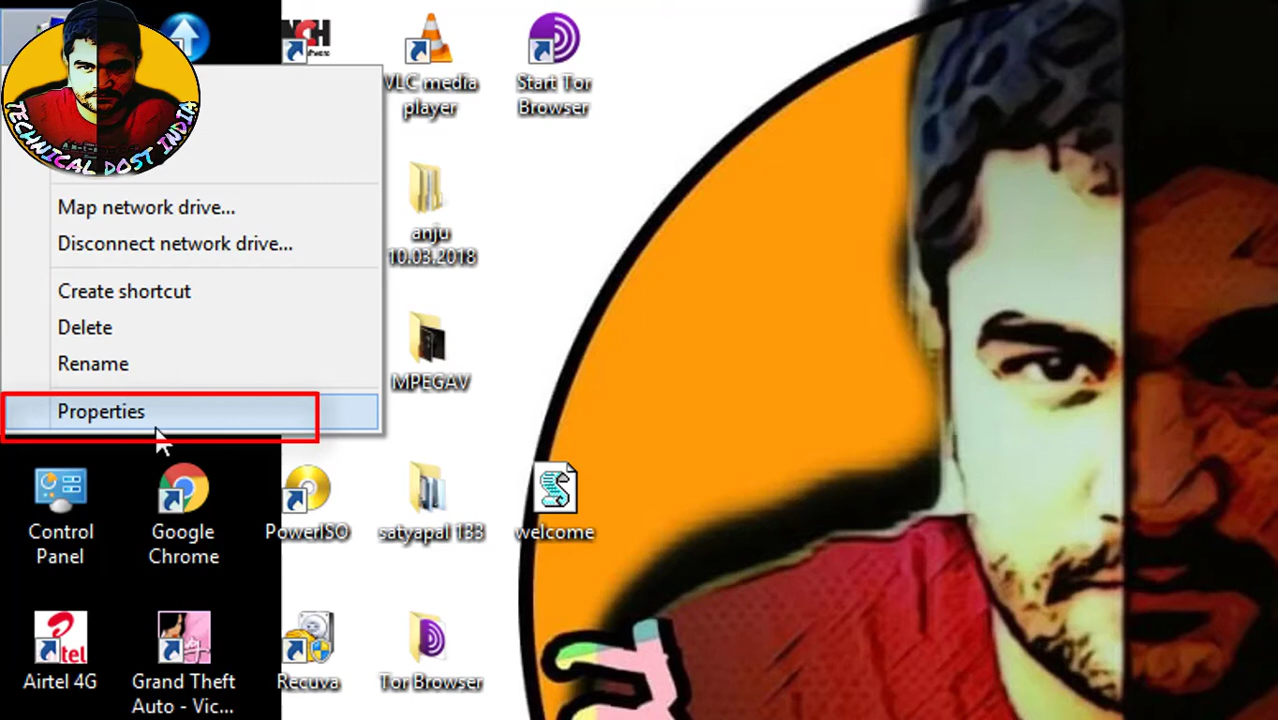 TECHNICAL DOST INDIA
VLC media
player
Start Tor
Browser
Map network drive...
Disconnect network drive...
Create shortcut
Delete
Rename
Properties
anju
10.03.2018
MPEGAV
Control
Panel
Google
Chrome
PowerISO
satyapal 133
welcome
airtel
Airtel 4G
Grand Theft
Auto - Vic...
Recuva
Tor Browser